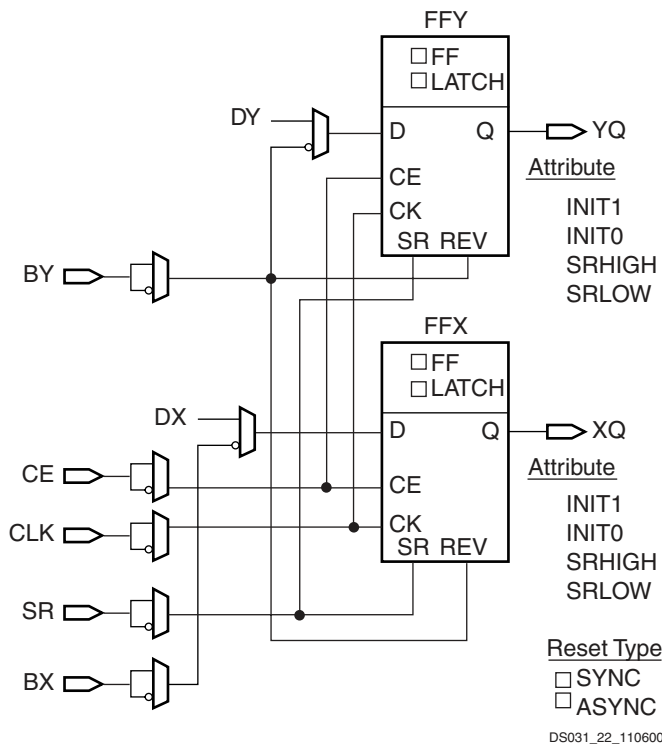 FFY
FF
LATCH
DY
D Q
YQ
CE
CK
SR REV
Attribute
INIT1
INIT0
SRHIGH
SRLOW
BY
FFX
FF
LATCH
DX
D Q
XQ
CE
CE
CLK
CK
SR REV
Attribute
INIT1
INIT0
SRHIGH
SRLOW
SR
BX
Reset Type
SYNC
ASYNC
DS031_22_110600